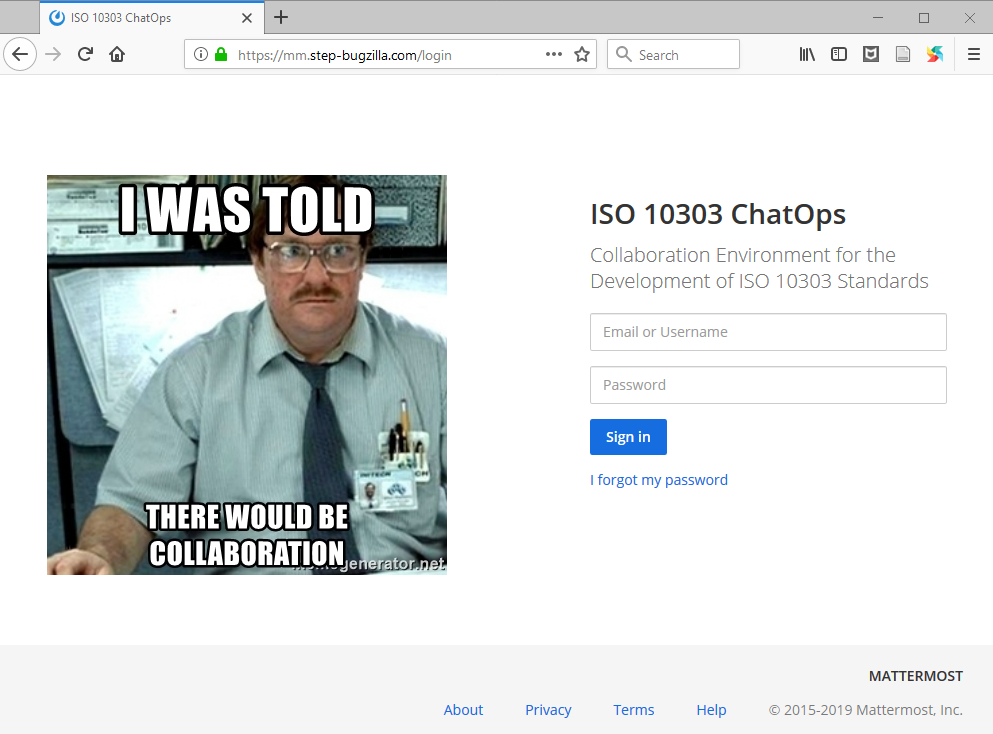 ISO 10303 ChatOps
https://mm.step-bugzilla.com/login
Search
I WAS TOLD
INITECH
THERE WOULD BE
COLLABORATION
generator.net
ISO 10303 ChatOps
Collaboration Environment for the
Development of ISO 10303 Standards
Email or Username
Password
Sign in
I forgot my password
MATTERMOST
About Privacy Terms Help © 2015-2019 Mattermost, Inc.